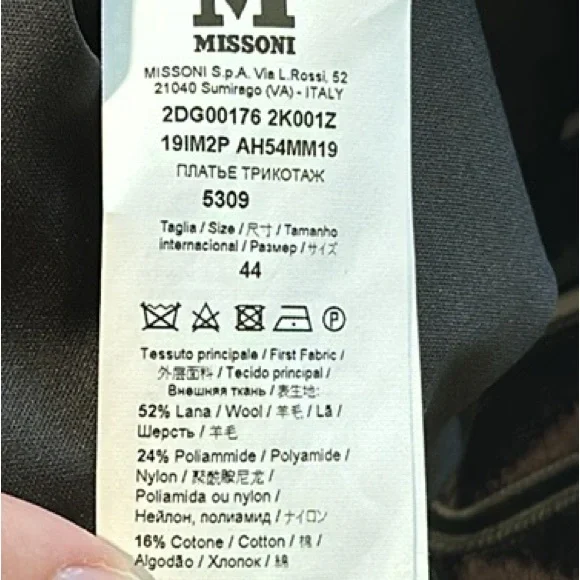 M
MISSONI
MISSONI S.p.A. Via L.Rossi, 52
21040 Sumirago (VA) - ITALY
2DG00176 2K001Z
19IM2P AH54MM19
ПЛАТЬЕ ТРИКОТАЖ
5309
Taglia / Size / 尺寸 / Tamanho
internacional / Размер / サイズ
44
P
Tessuto principale / First Fabric /
外层面料 / Tecido principal /
Внешняя ткань / 表生地:
52% Lana / Wool / 羊毛 / Lã /
Шерсть / 羊毛
24% Poliammide / Polyamide /
Nylon / 聚酰胺尼龙 /
Poliamida ou nylon /
Нейлон, полиамид / ナイロン
16% Cotone / Cotton / 棉 /
Algodão / Хлопок / 綿